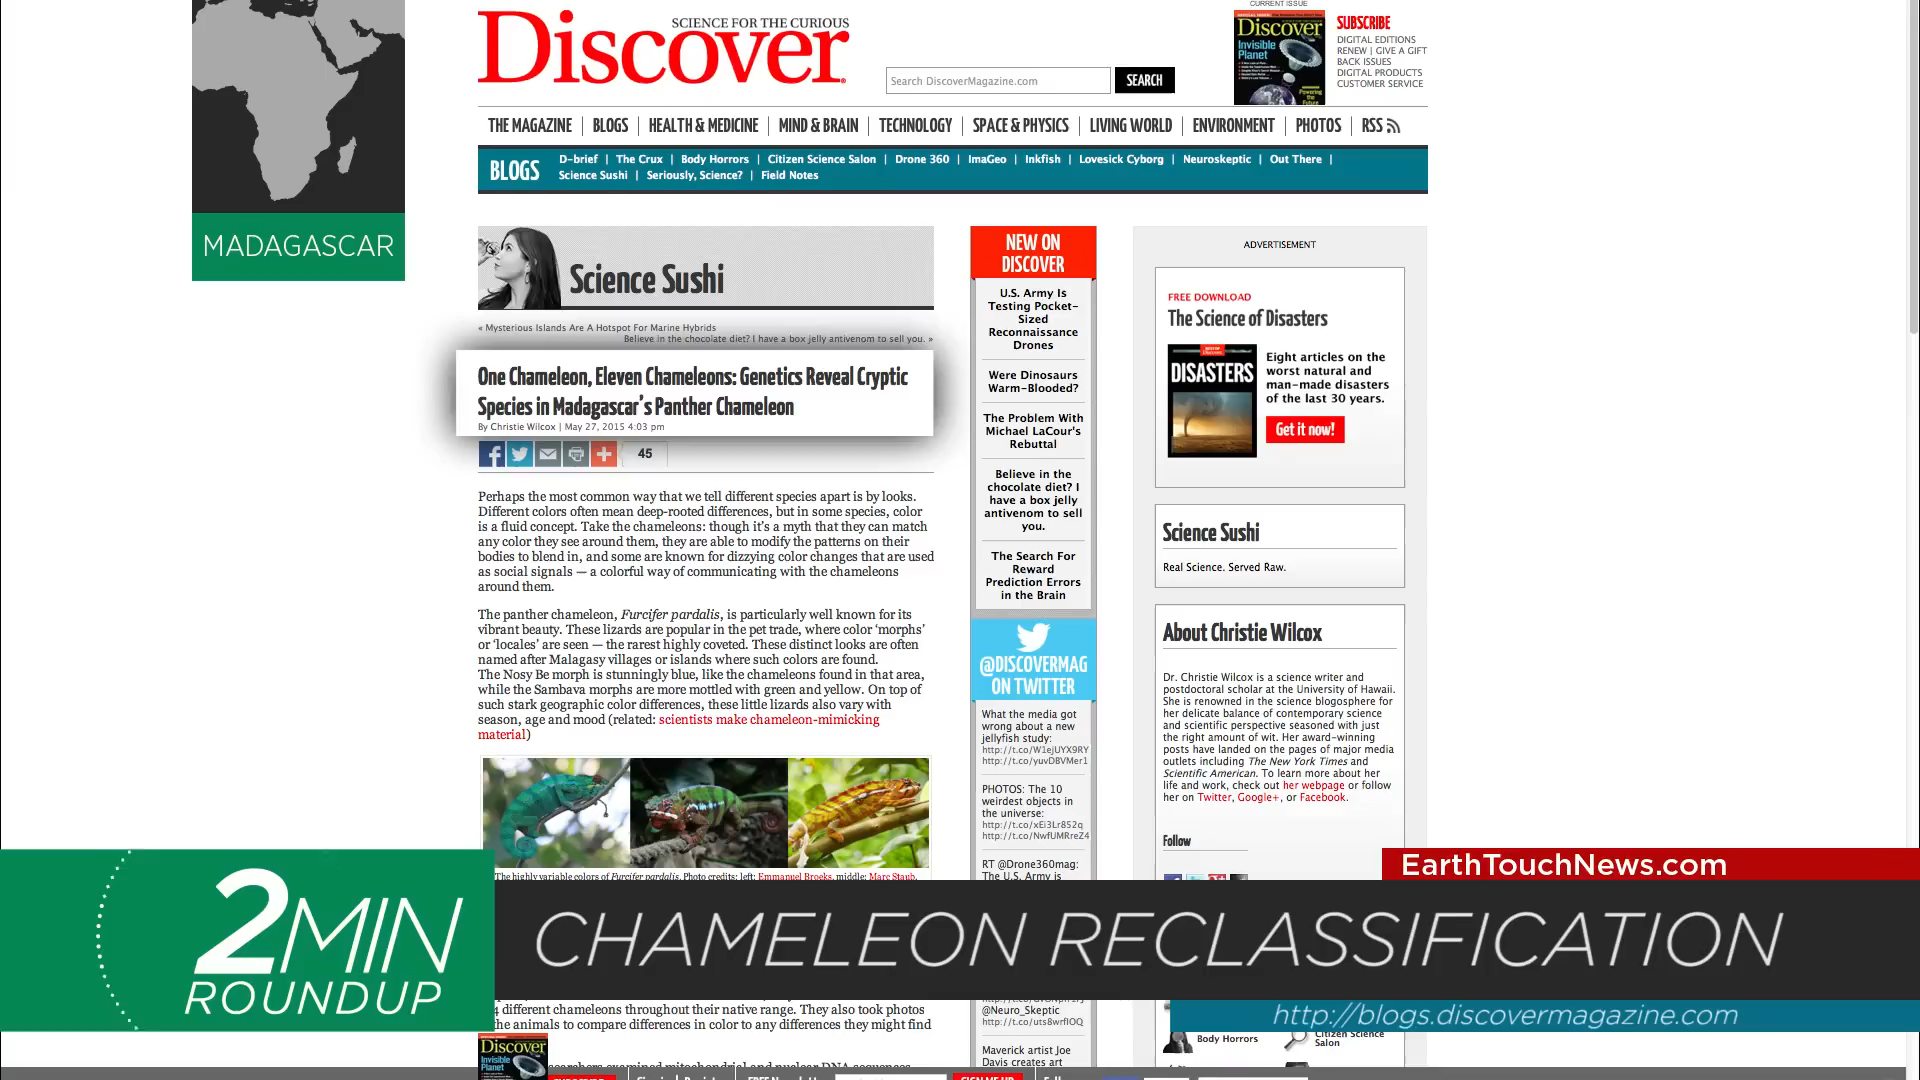 MADAGASCAR
SCIENCE FOR THE CURIOUS
Discover
Search DiscoverMagazine.com
SEARCH
CURRENT ISSUE
Discover
Invisible
Planet
SUBSCRIBE
DIGITAL EDITIONS
RENEW | GIVE A GIFT
BACK ISSUES
DIGITAL PRODUCTS
CUSTOMER SERVICE
THE MAGAZINE | BLOGS | HEALTH & MEDICINE | MIND & BRAIN | TECHNOLOGY | SPACE & PHYSICS | LIVING WORLD | ENVIRONMENT | PHOTOS | RSS
BLOGS
D-brief | The Crux | Body Horrors | Citizen Science Salon | Drone 360 | ImaGeo | Inkfish | Lovesick Cyborg | Neuroskeptic | Out There |
Science Sushi | Seriously, Science? | Field Notes
Science Sushi
« Mysterious Islands Are A Hotspot For Marine Hybrids
Believe in the chocolate diet? I have a box jelly antivenom to sell you. »
One Chameleon, Eleven Chameleons: Genetics Reveal Cryptic
Species in Madagascar's Panther Chameleon
By Christie Wilcox | May 27, 2015 4:03 pm
45
Perhaps the most common way that we tell different species apart is by looks.
Different colors often mean deep-rooted differences, but in some species, color
is a fluid concept. Take the chameleons: though it's a myth that they can match
any color they see around them, they are able to modify the patterns on their
bodies to blend in, and some are known for dizzying color changes that are used
as social signals — a colorful way of communicating with the chameleons
around them.
The panther chameleon, Furcifer pardalis, is particularly well known for its
vibrant beauty. These lizards are popular in the pet trade, where color 'morphs'
or 'locales' are seen — the rarest highly coveted. These distinct looks are often
named after Malagasy villages or islands where such colors are found.
The Nosy Be morph is stunningly blue, like the chameleons found in that area,
while the Sambava morphs are more mottled with green and yellow. On top of
such stark geographic color differences, these little lizards also vary with
season, age and mood (related: scientists make chameleon-mimicking
material)
The highly variable colors of Furcifer pardalis. Photo credits: left: Emmanuel Broeks, middle: Marc Staub,
4 different chameleons throughout their native range. They also took photos
the animals to compare differences in color to any differences they might find
Discover
Invisible
Planet
SIGN ME UP
NEW ON
DISCOVER
U.S. Army Is
Testing Pocket-
Sized
Reconnaissance
Drones
Were Dinosaurs
Warm-Blooded?
The Problem With
Michael LaCour's
Rebuttal
Believe in the
chocolate diet? I
have a box jelly
antivenom to sell
you.
The Search For
Reward
Prediction Errors
in the Brain
@DISCOVERMAG
ON TWITTER
What the media got
wrong about a new
jellyfish study:
http://t.co/W1ejUYX9RY
http://t.co/yuvDBVMer1
PHOTOS: The 10
weirdest objects in
the universe:
http://t.co/xEi3Lr852q
http://t.co/NwfUMRreZ4
RT @Drone360mag:
The U.S. Army is
@Neuro_Skeptic
http://t.co/uts8wrflOQ
Maverick artist Joe
Davis creates art
ADVERTISEMENT
FREE DOWNLOAD
The Science of Disasters
DISASTERS
Eight articles on the
worst natural and
man-made disasters
of the last 30 years.
Get it now!
Science Sushi
Real Science. Served Raw.
About Christie Wilcox
Dr. Christie Wilcox is a science writer and
postdoctoral scholar at the University of Hawaii.
She is renowned in the science blogosphere for
her delicate balance of contemporary science
and scientific perspective seasoned with just
the right amount of wit. Her award-winning
posts have landed on the pages of major media
outlets including The New York Times and
Scientific American. To learn more about her
life and work, check out her webpage or follow
her on Twitter, Google+, or Facebook.
Follow
Body Horrors
Citizen Science
Salon
EarthTouchNews.com
2MIN
ROUNDUP
CHAMELEON RECLASSIFICATION
http://blogs.discovermagazine.com